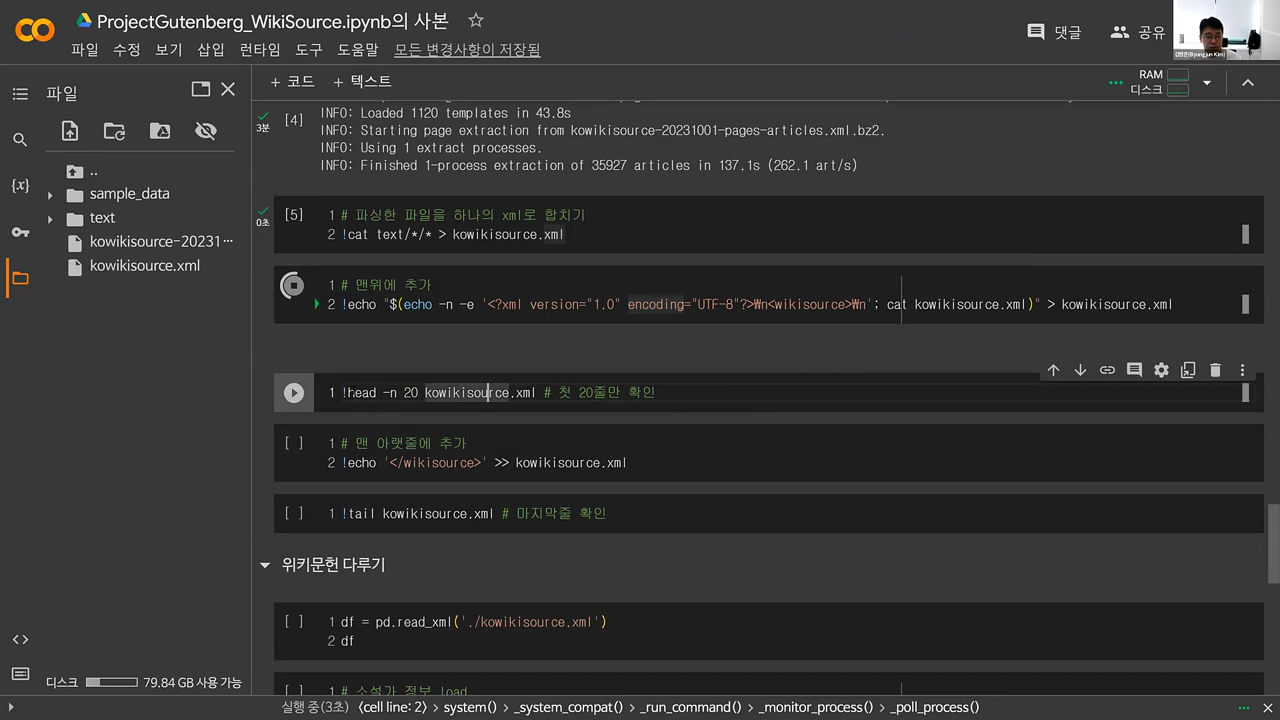 ProjectGutenberg_WikiSource.ipynb의 사본
파일 수정 보기 삽입 런타임 도구 도움말 모든 변경사항이 저장됨
댓글 공유
파일
+ 코드 + 텍스트
RAM
디스크
..
sample_data
text
kowikisource-20231···
kowikisource.xml
3분
[4] INFO: Loaded 1120 templates in 43.8s
INFO: Starting page extraction from kowikisource-20231001-pages-articles.xml.bz2.
INFO: Using 1 extract processes.
INFO: Finished 1-process extraction of 35927 articles in 137.1s (262.1 art/s)
0초
[5] 1 # 파싱한 파일을 하나의 xml로 합치기
2 !cat text/*/* > kowikisource.xml
1 # 맨위에 추가
2 !echo "$(echo -n -e '<?xml version="1.0" encoding="UTF-8"?>₩n<wikisource>₩n'; cat kowikisource.xml)" > kowikisource.xml
1 !head -n 20 kowikisource.xml # 첫 20줄만 확인
[ ] 1 # 맨 아랫줄에 추가
2 !echo '</wikisource>' >> kowikisource.xml
[ ] 1 !tail kowikisource.xml # 마지막줄 확인
위키문헌 다루기
[ ] 1 df = pd.read_xml('./kowikisource.xml')
2 df
[ ] 1 # 소설가 정보 load
디스크 79.84 GB 사용 가능
실행 중(3초) 〈cell line: 2〉 〉 system() 〉 _system_compat() 〉 _run_command() 〉 _monitor_process() 〉 _poll_process()